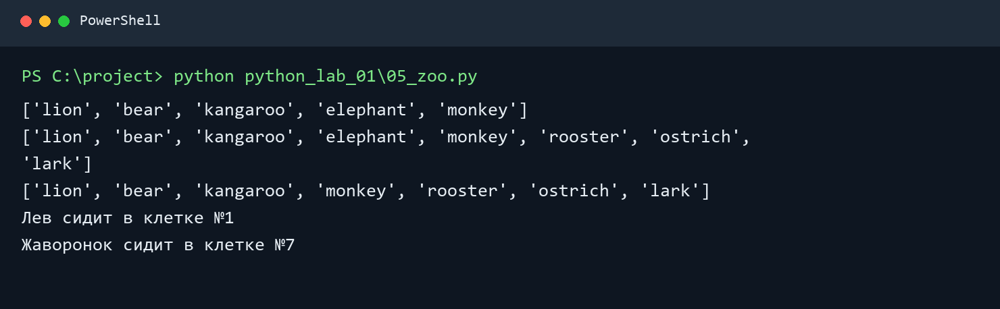 PowerShell
PS C:\project> python python_lab_01\05_zoo.py
['lion', 'bear', 'kangaroo', 'elephant', 'monkey']
['lion', 'bear', 'kangaroo', 'elephant', 'monkey', 'rooster', 'ostrich',
'lark']
['lion', 'bear', 'kangaroo', 'monkey', 'rooster', 'ostrich', 'lark']
Лев сидит в клетке №1
Жаворонок сидит в клетке №7